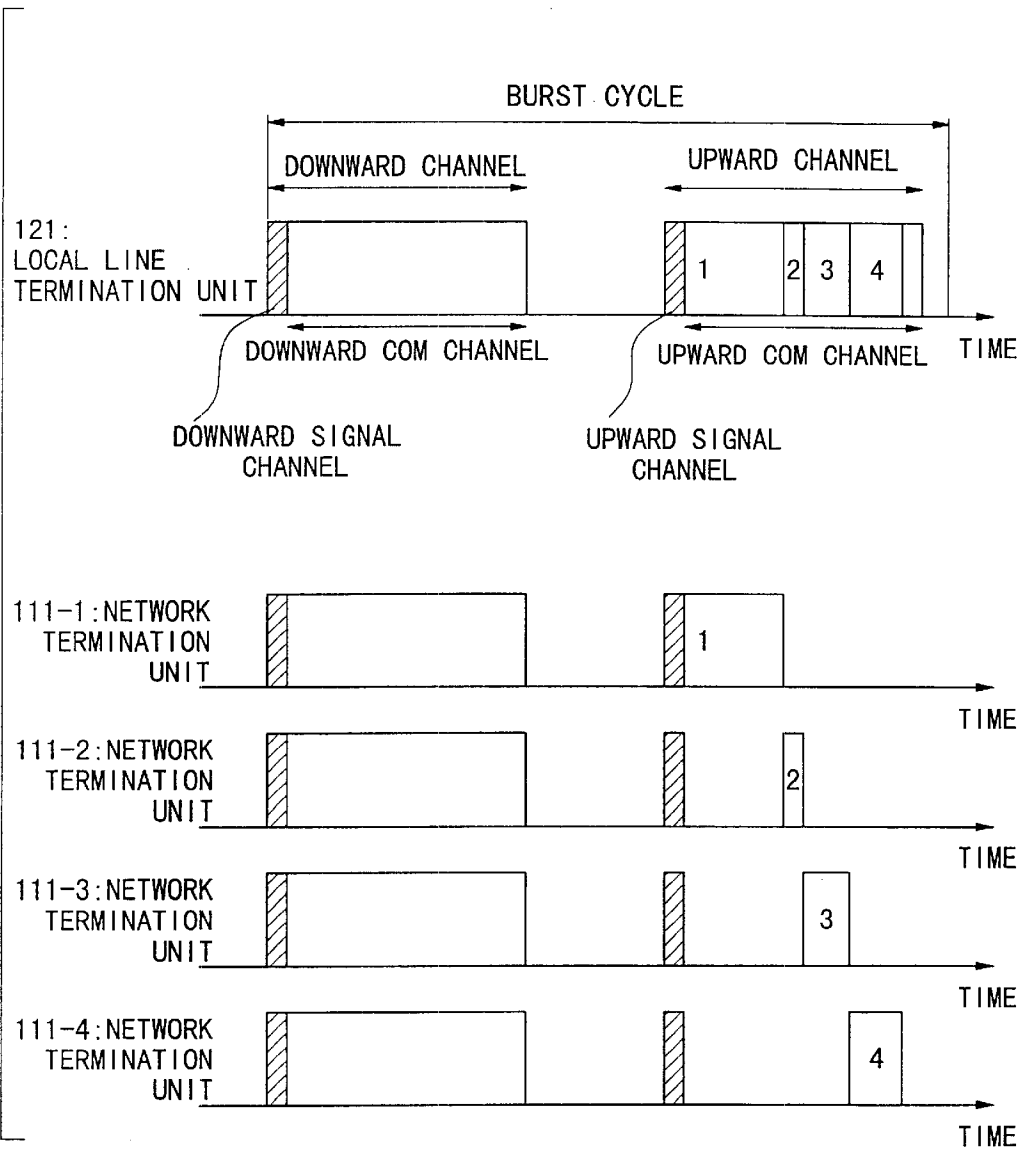 BURST CYCLE
DOWNWARD CHANNEL
UPWARD CHANNEL
121:
LOCAL LINE
TERMINATION UNIT
1 2 3 4
DOWNWARD COM CHANNEL
UPWARD COM CHANNEL
TIME
DOWNWARD SIGNAL
CHANNEL
UPWARD SIGNAL
CHANNEL
111-1:NETWORK
TERMINATION
UNIT
1
TIME
111-2:NETWORK
TERMINATION
UNIT
2
TIME
111-3:NETWORK
TERMINATION
UNIT
3
TIME
111-4:NETWORK
TERMINATION
UNIT
4
TIME